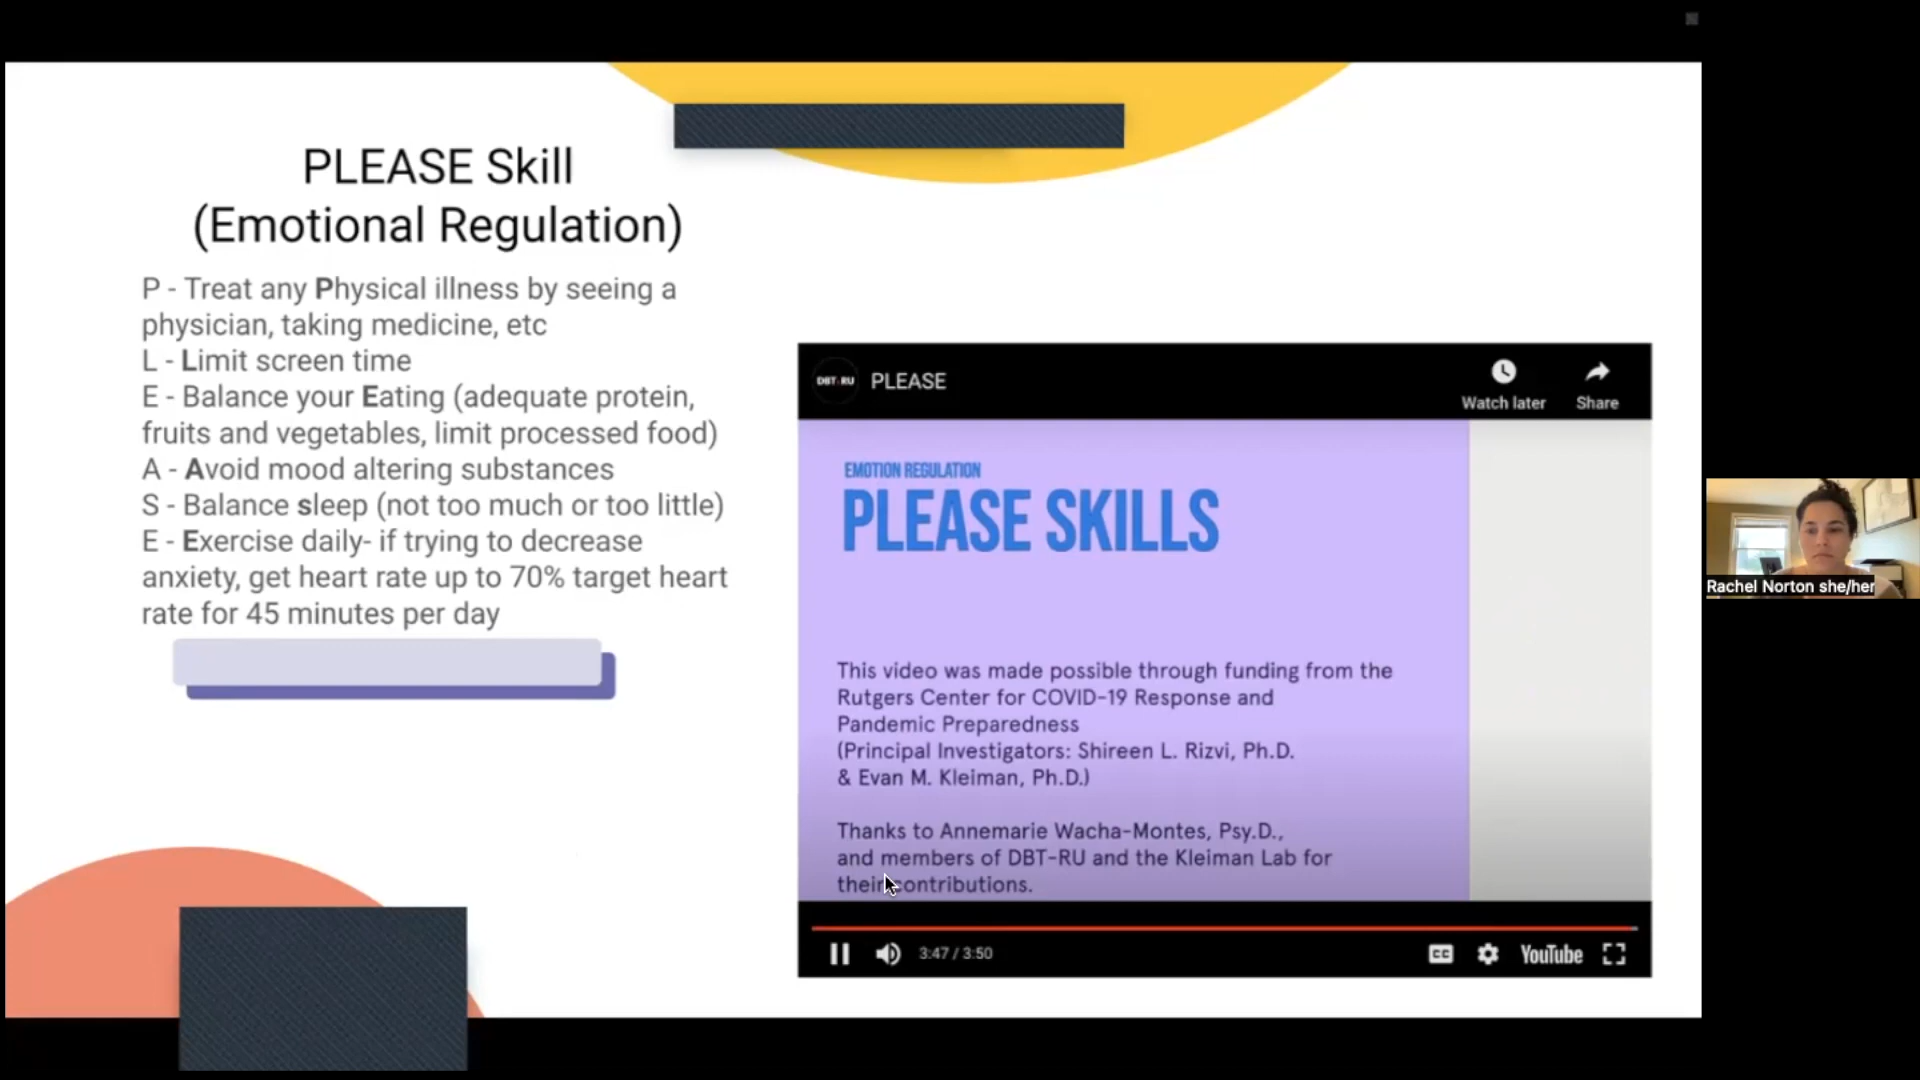 PLEASE Skill
(Emotional Regulation)
P - Treat any Physical illness by seeing a
physician, taking medicine, etc
L - Limit screen time
E - Balance your Eating (adequate protein,
fruits and vegetables, limit processed food)
A - Avoid mood altering substances
S - Balance sleep (not too much or too little)
E - Exercise daily- if trying to decrease
anxiety, get heart rate up to 70% target heart
rate for 45 minutes per day
DBT-RU PLEASE
Watch later Share
EMOTION REGULATION
PLEASE SKILLS
This video was made possible through funding from the
Rutgers Center for COVID-19 Response and
Pandemic Preparedness
(Principal Investigators: Shireen L. Rizvi, Ph.D.
& Evan M. Kleiman, Ph.D.)
Thanks to Annemarie Wacha-Montes, Psy.D.,
and members of DBT-RU and the Kleiman Lab for
their contributions.
3:47 / 3:50
CC YouTube
Rachel Norton she/her